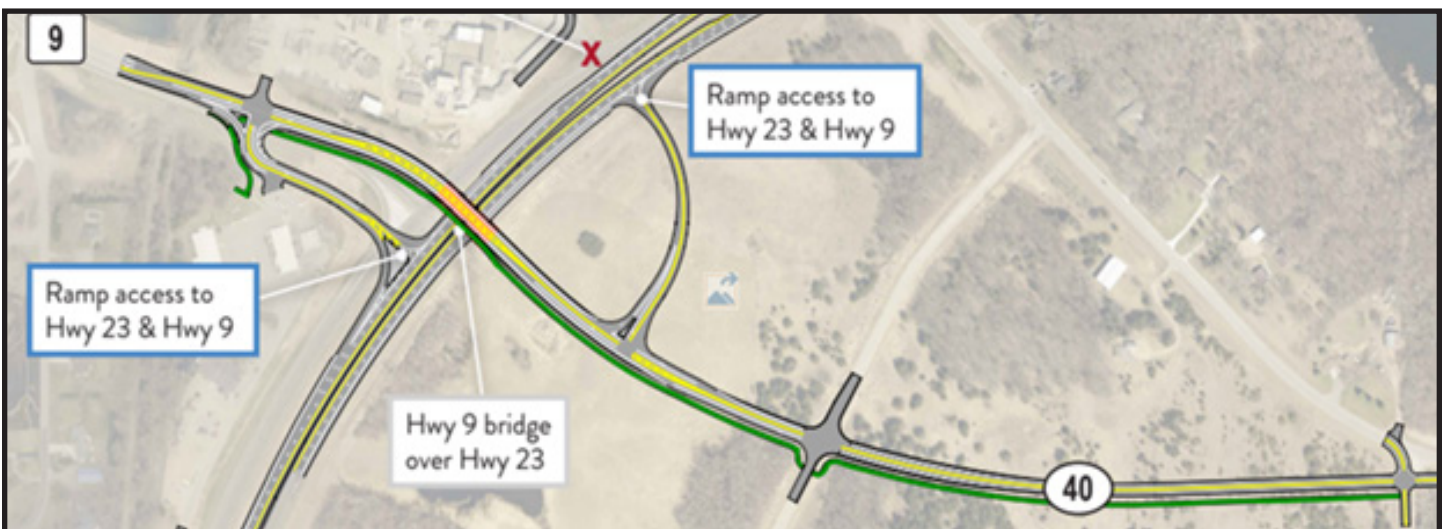 9
X
Ramp access to
Hwy 23 & Hwy 9
Ramp access to
Hwy 23 & Hwy 9
Hwy 9 bridge
over Hwy 23
40